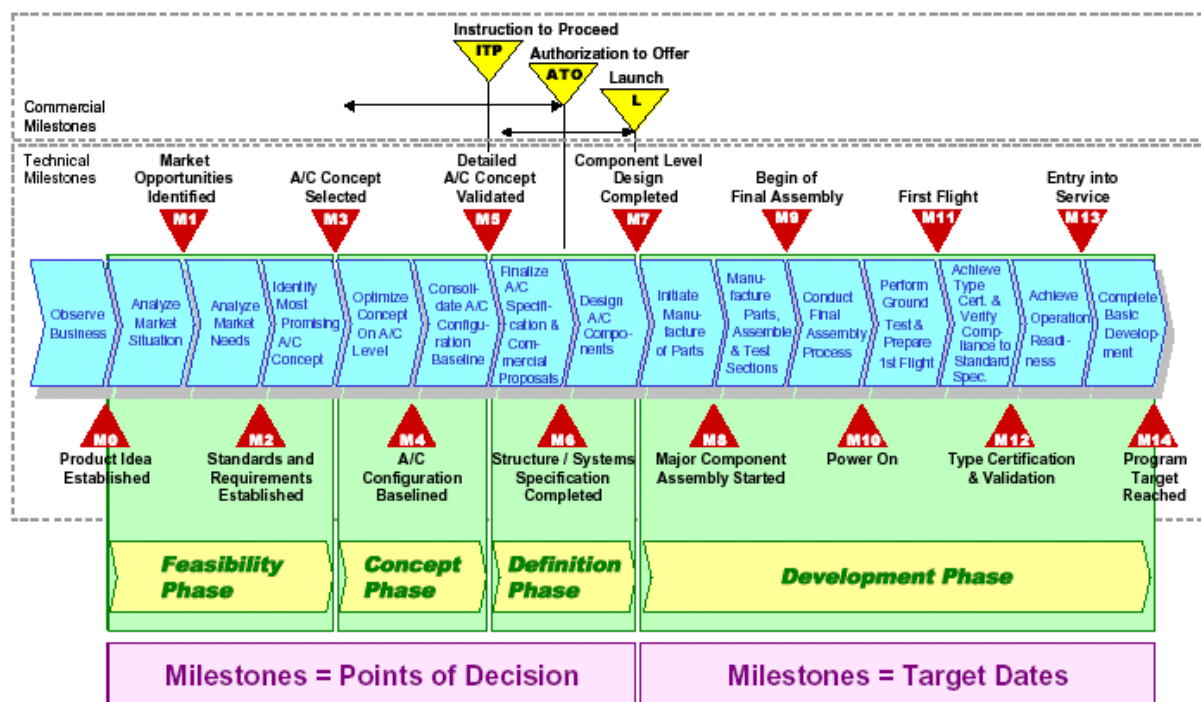 Instruction to Proceed
ITP
Authorization to Offer
ATO
Launch
L
Commercial
Milestones
Technical
Milestones
Market
Opportunities
Identified
M1
A/C Concept
Selected
M3
Detailed
A/C Concept
Validated
M5
Component Level
Design
Completed
M7
Begin of
Final Assembly
M9
First Flight
M11
Entry into
Service
M13
Observe
Business
Analyze
Market
Situation
Analyze
Market
Needs
Identify
Most
Promising
A/C
Concept
Optimize
Concept
On A/C
Level
Consoli-
date A/C
Configu-
ration
Baseline
Finalize
A/C
Specifi-
cation &
Com-
mercial
Proposals
Design
A/C
Compo-
nents
Initiate
Manu-
facture
of Parts
Manu-
facture
Parts,
Assemble
& Test
Sections
Conduct
Final
Assembly
Process
Perform
Ground
Test &
Prepare
1st Flight
Achieve
Type
Cert. &
Verify
Comp-
liance to
Standard
Spec.
Achieve
Operation
Readi-
ness
Complete
Basic
Develop-
ment
M0
Product Idea
Established
M2
Standards and
Requirements
Established
M4
A/C
Configuration
Baselined
M6
Structure / Systems
Specification
Completed
M8
Major Component
Assembly Started
M10
Power On
M12
Type Certification
& Validation
M14
Program
Target
Reached
Feasibility
Phase
Concept
Phase
Definition
Phase
Development Phase
Milestones = Points of Decision
Milestones = Target Dates